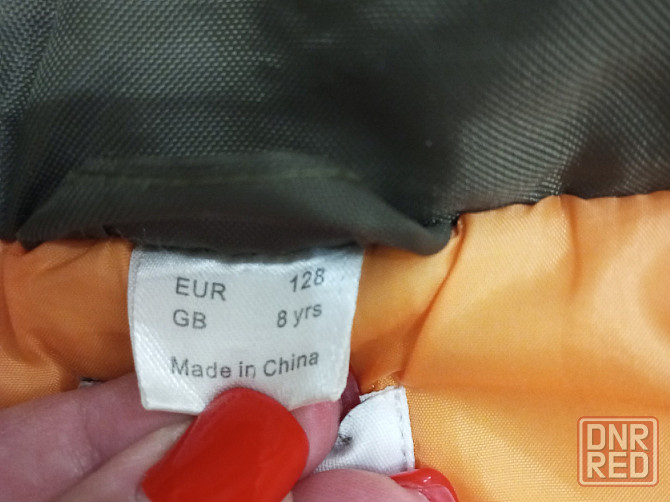 EUR 128
GB 8 yrs
Made in China
DNR
RED